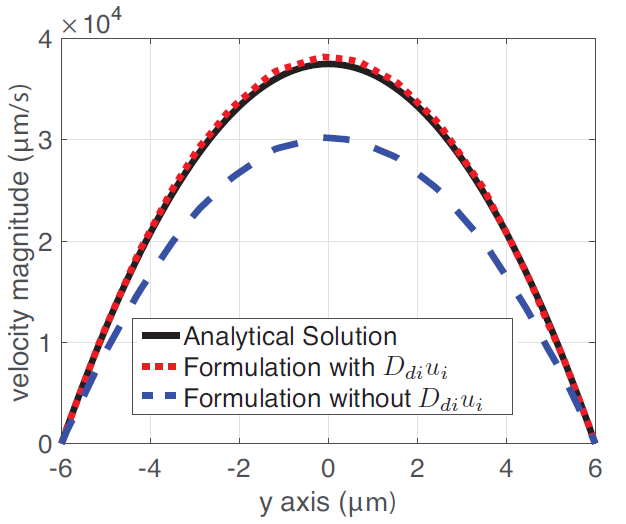 × 10⁴
4
3
2
1
0
velocity magnitude (μm/s)
Analytical Solution
Formulation with D_{di}u_i
Formulation without D_{di}u_i
-6 -4 -2 0 2 4 6
y axis (μm)